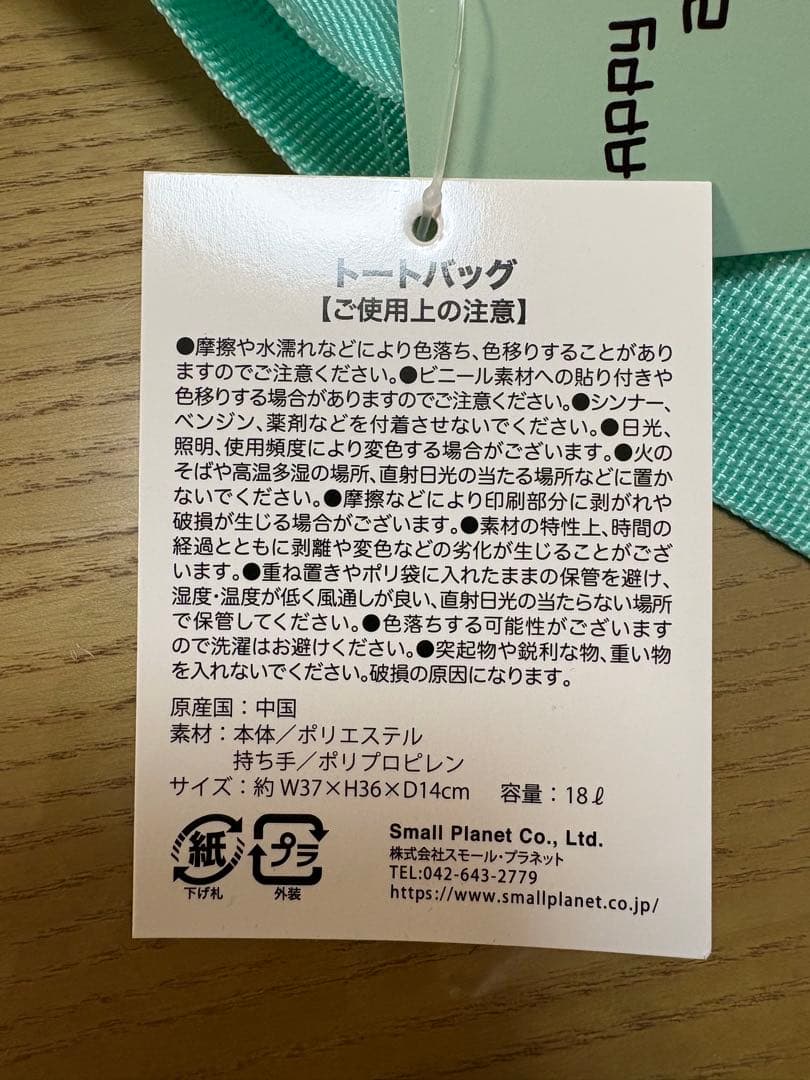 トートバッグ
【ご使用上の注意】
●摩擦や水濡れなどにより色落ち、色移りすることがあり
ますのでご注意ください。●ビニール素材への貼り付きや
色移りする場合がありますのでご注意ください。●シンナー、
ベンジン、薬剤などを付着させないでください。●日光、
照明、使用頻度により変色する場合がございます。●火の
そばや高温多湿の場所、直射日光の当たる場所などに置か
ないでください。●摩擦などにより印刷部分に剥がれや
破損が生じる場合がございます。●素材の特性上、時間の
経過とともに剥離や変色などの劣化が生じることがござ
います。●重ね置きやポリ袋に入れたままの保管を避け、
湿度・温度が低く風通しが良い、直射日光の当たらない場所
で保管してください。●色落ちする可能性がございます
ので洗濯はお避けください。●突起物や鋭利な物、重い物
を入れないでください。破損の原因になります。
原産国：中国
素材：本体／ポリエステル
持ち手／ポリプロピレン
サイズ：約 W37×H36×D14cm 容量：18ℓ
紙
下げ札
プラ
外装
Small Planet Co., Ltd.
株式会社スモール・プラネット
TEL:042-643-2779
https://www.smallplanet.co.jp/